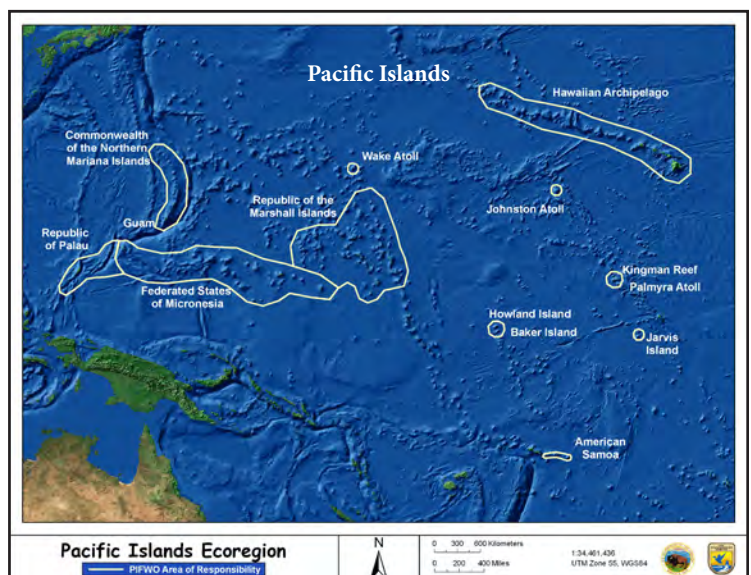 Pacific Islands
Hawaiian Archipelago
Commonwealth
of the Northern
Mariana Islands
Wake Atoll
Republic of the
Marshall Islands
Johnston Atoll
Guam
Republic
of Palau
Kingman Reef
Palmyra Atoll
Federated States
of Micronesia
Howland Island
Baker Island
Jarvis
Island
American
Samoa
Pacific Islands Ecoregion
PIFWO Area of Responsibility
N
0 300 600 Kilometers
0 200 400 Miles
1:34,461,436
UTM Zone S5, WGS84